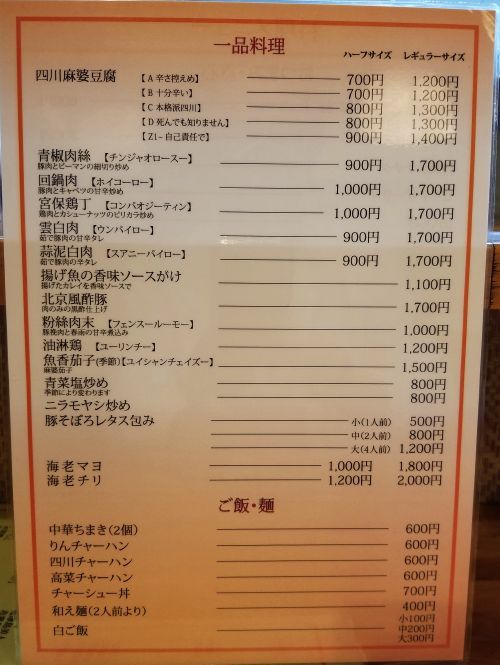 一品料理
ハーフサイズ レギュラーサイズ
四川麻婆豆腐 【A 辛さ控えめ】 700円 1,200円
【B 十分辛い】 700円 1,200円
【C 本格派四川】 800円 1,300円
【D 死んでも知りません】 800円 1,300円
【Z1~自己責任で】 900円 1,400円
青椒肉絲 【チンジャオロースー】 900円 1,700円
豚肉とピーマンの細切り炒め
回鍋肉 【ホイコーロー】 1,000円 1,700円
豚肉とキャベツの甘辛炒め
宮保鶏丁 【コンパオジーティン】 1,000円 1,700円
鶏肉とカシューナッツのピリカラ炒め
雲白肉 【ウンパイロー】 900円 1,700円
茹で豚肉の甘辛タレ
蒜泥白肉 【スアニーパイロー】 900円 1,700円
茹で豚肉の辛タレ
揚げ魚の香味ソースがけ 1,100円
揚げたカレイを香味ソースで
北京風酢豚 1,700円
肉のみの黒酢仕上げ
粉絲肉末 【フェンスールーモー】 1,000円
豚挽肉と春雨の甘辛煮込み
油淋鶏 【ユーリンチー】 1,200円
魚香茄子(季節)【ユイシャンチェイズー】 1,500円
麻婆茄子
青菜塩炒め 800円
季節により変わります
ニラモヤシ炒め 800円
豚そぼろレタス包み 小(1人前) 500円
中(2人前) 800円
大(4人前) 1,200円
海老マヨ 1,000円 1,800円
海老チリ 1,200円 2,000円
ご飯・麺
中華ちまき(2個) 600円
りんチャーハン 600円
四川チャーハン 600円
高菜チャーハン 600円
チャーシュー丼 700円
和え麺(2人前より) 400円
白ご飯 小100円
中200円
大300円